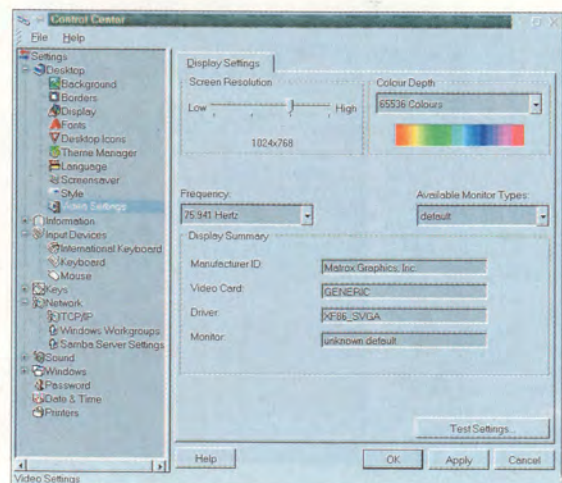 Control Center
File Help
Settings
Desktop
Background
Borders
Display
Fonts
Desktop Icons
Theme Manager
Language
Screensaver
Style
Video Settings
Information
Input Devices
International Keyboard
Keyboard
Mouse
Keys
Network
TCP/IP
Windows Workgroups
Samba Server Settings
Sound
Windows
Password
Date & Time
Printers
Video Settings
Display Settings
Screen Resolution
Low High
1024x768
Colour Depth
65536 Colours
Frequency:
75.941 Hertz
Available Monitor Types:
default
Display Summary
Manufacturer ID: Matrox Graphics, Inc.
Video Card: GENERIC
Driver: XF86_SVGA
Monitor: unknown default
Test Settings...
Help OK Apply Cancel